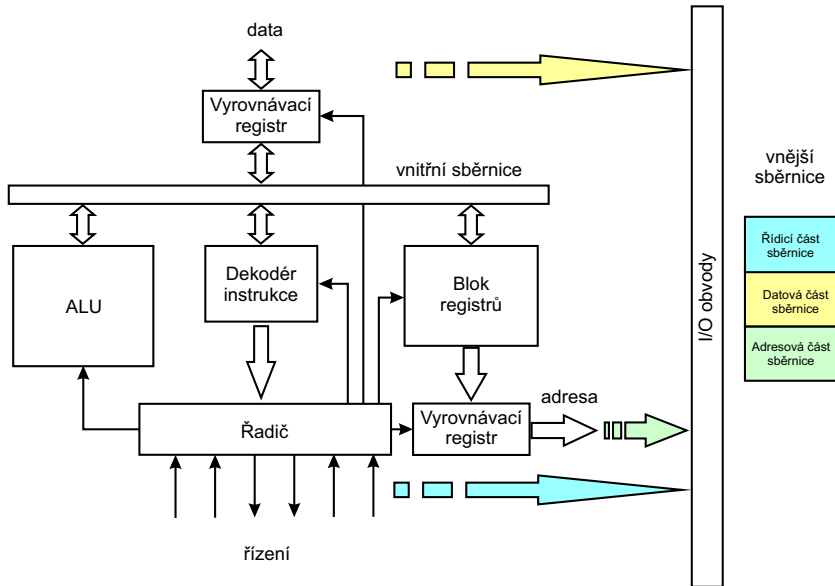 data
Vyrovnávací
registr
vnitřní sběrnice
vnější
sběrnice
ALU
Dekodér
instrukce
Blok
registrů
I/O obvody
Řídicí část
sběrnice
Datová část
sběrnice
Adresová část
sběrnice
adresa
Řadič
Vyrovnávací
registr
řízení